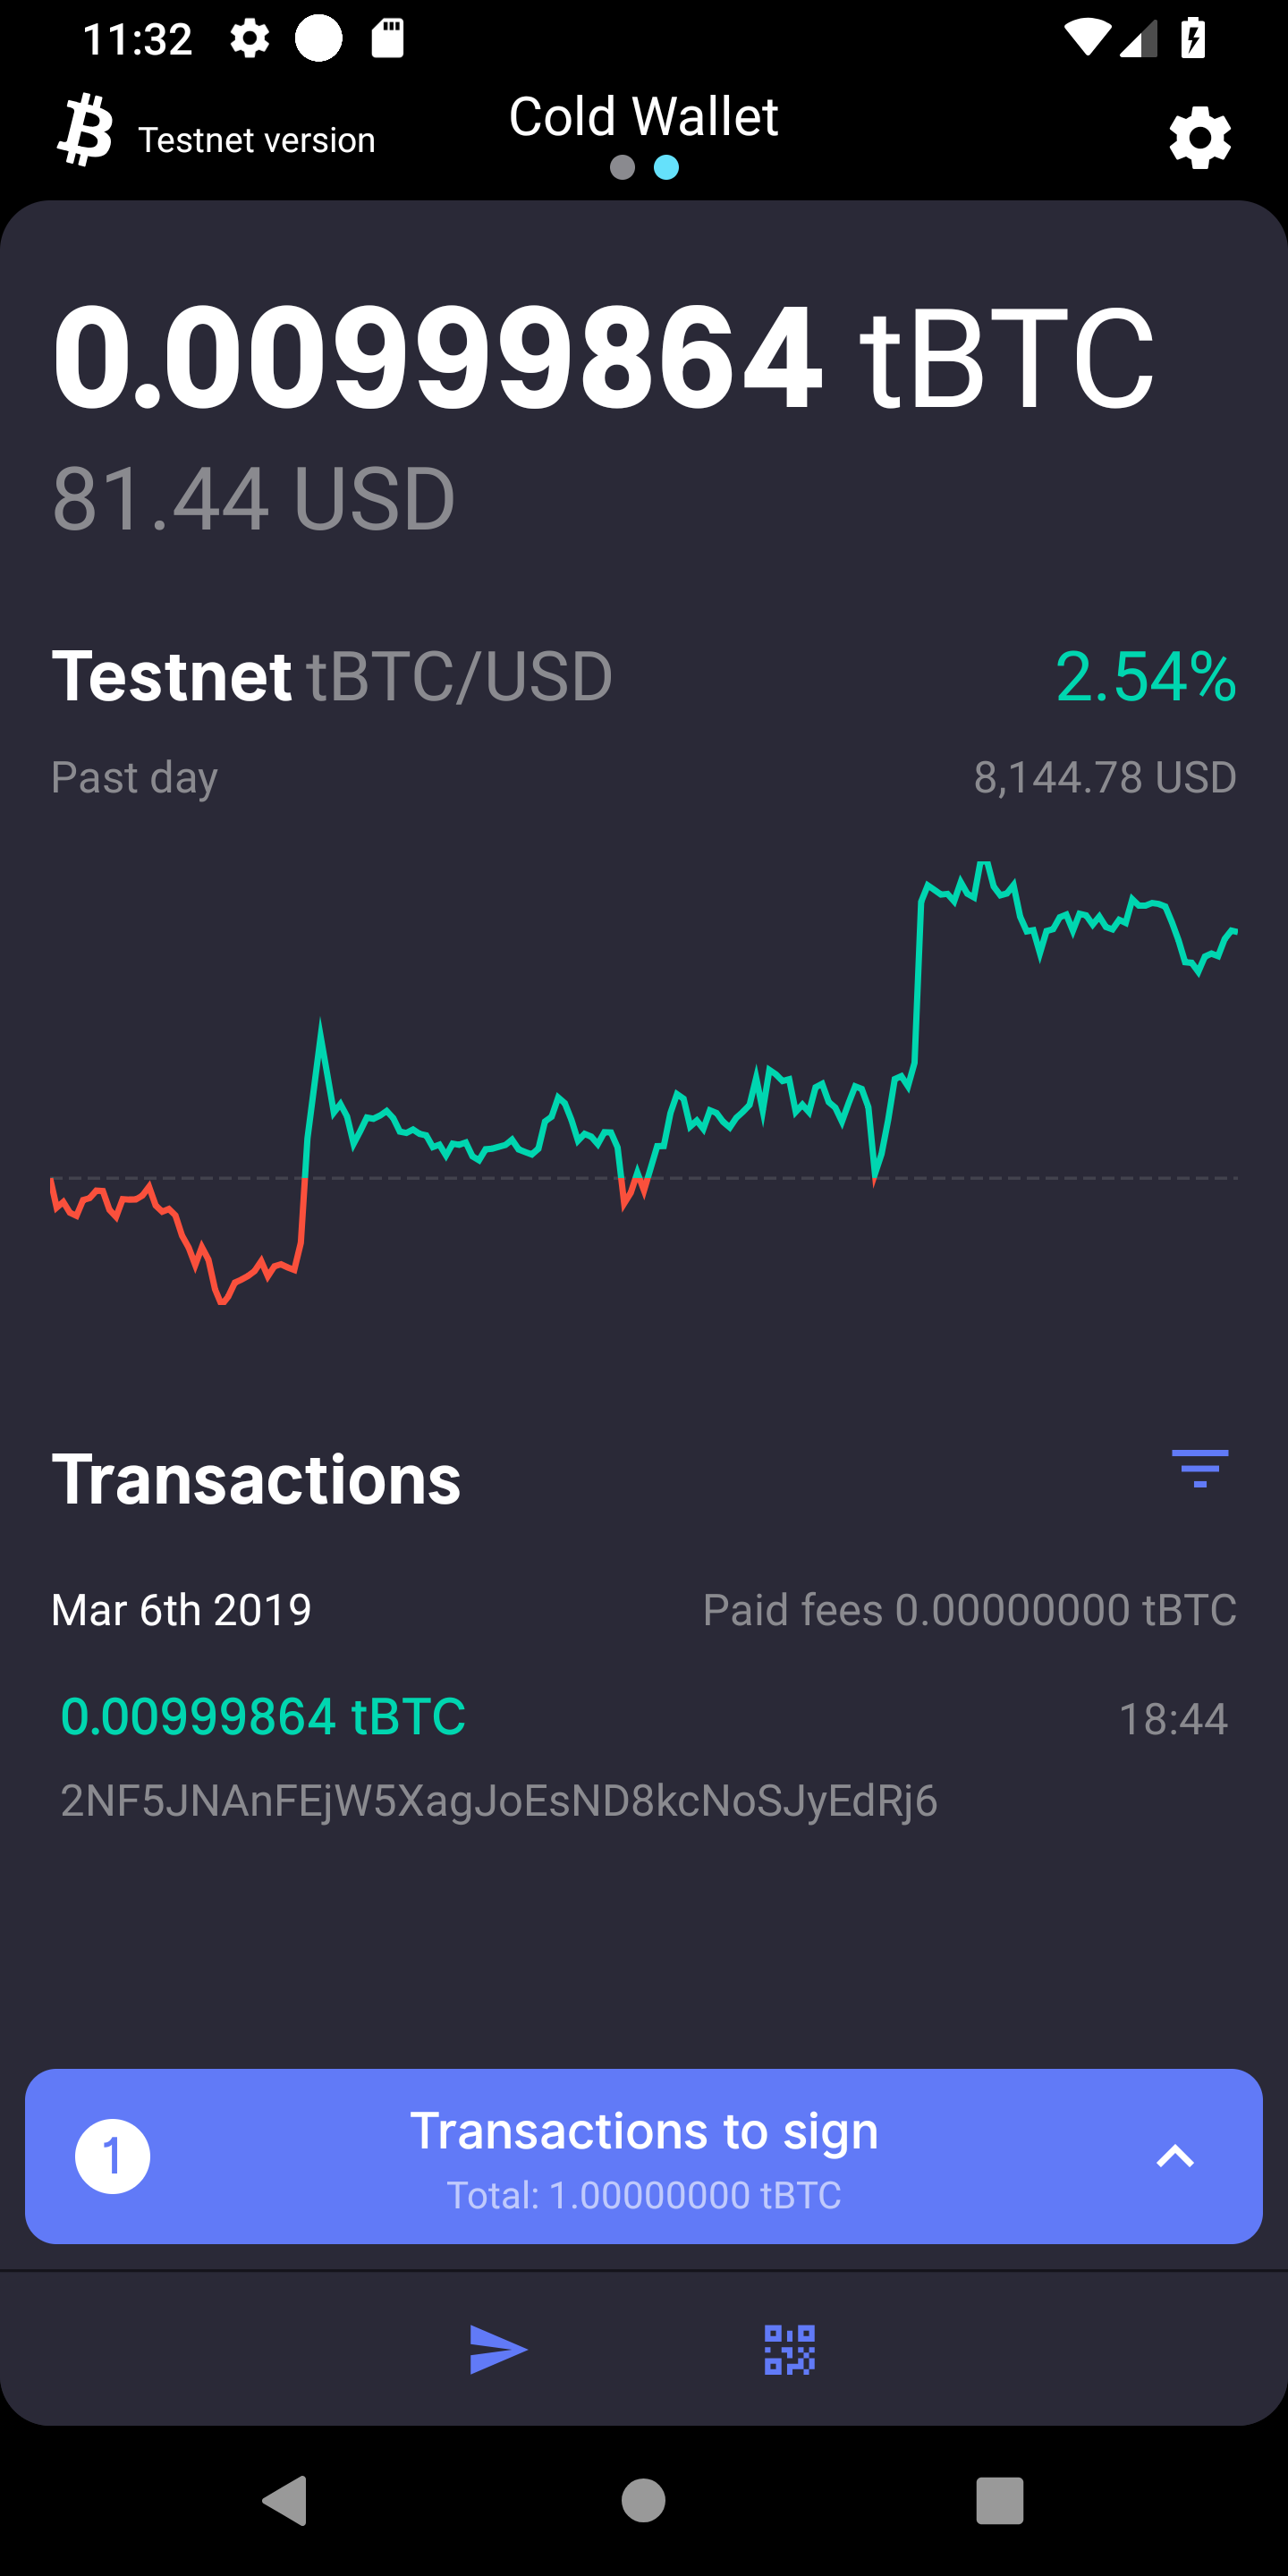 11:32
Testnet version
Cold Wallet
0.00999864 tBTC
81.44 USD
Testnet tBTC/USD 2.54%
Past day 8,144.78 USD
Transactions
Mar 6th 2019 Paid fees 0.00000000 tBTC
0.00999864 tBTC 18:44
2NF5JNAnFEjW5XagJoEsND8kcNoSJyEdRj6
1
Transactions to sign
Total: 1.00000000 tBTC